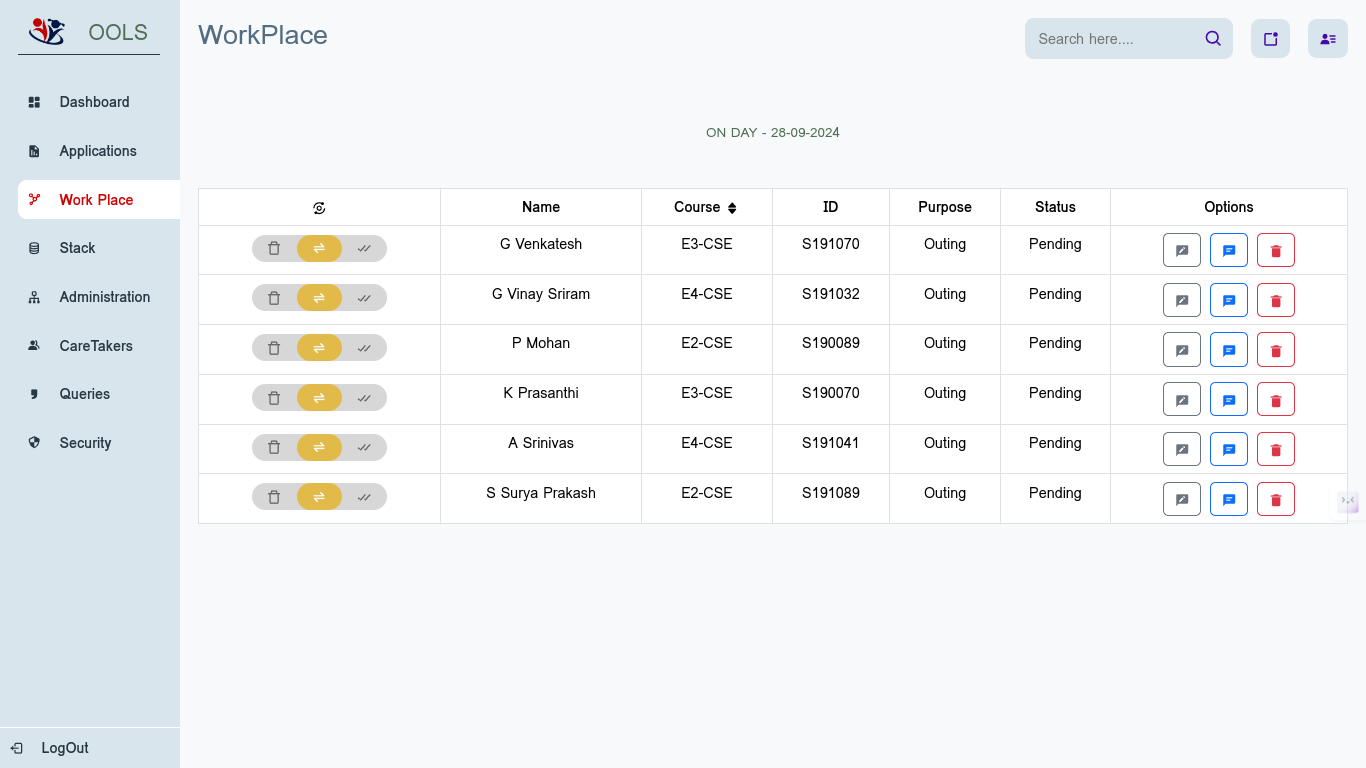 OOLS
WorkPlace
Search here....
Dashboard
Applications
Work Place
Stack
Administration
CareTakers
Queries
Security
LogOut
ON DAY - 28-09-2024
Name Course ID Purpose Status Options
G Venkatesh E3-CSE S191070 Outing Pending
G Vinay Sriram E4-CSE S191032 Outing Pending
P Mohan E2-CSE S190089 Outing Pending
K Prasanthi E3-CSE S190070 Outing Pending
A Srinivas E4-CSE S191041 Outing Pending
S Surya Prakash E2-CSE S191089 Outing Pending